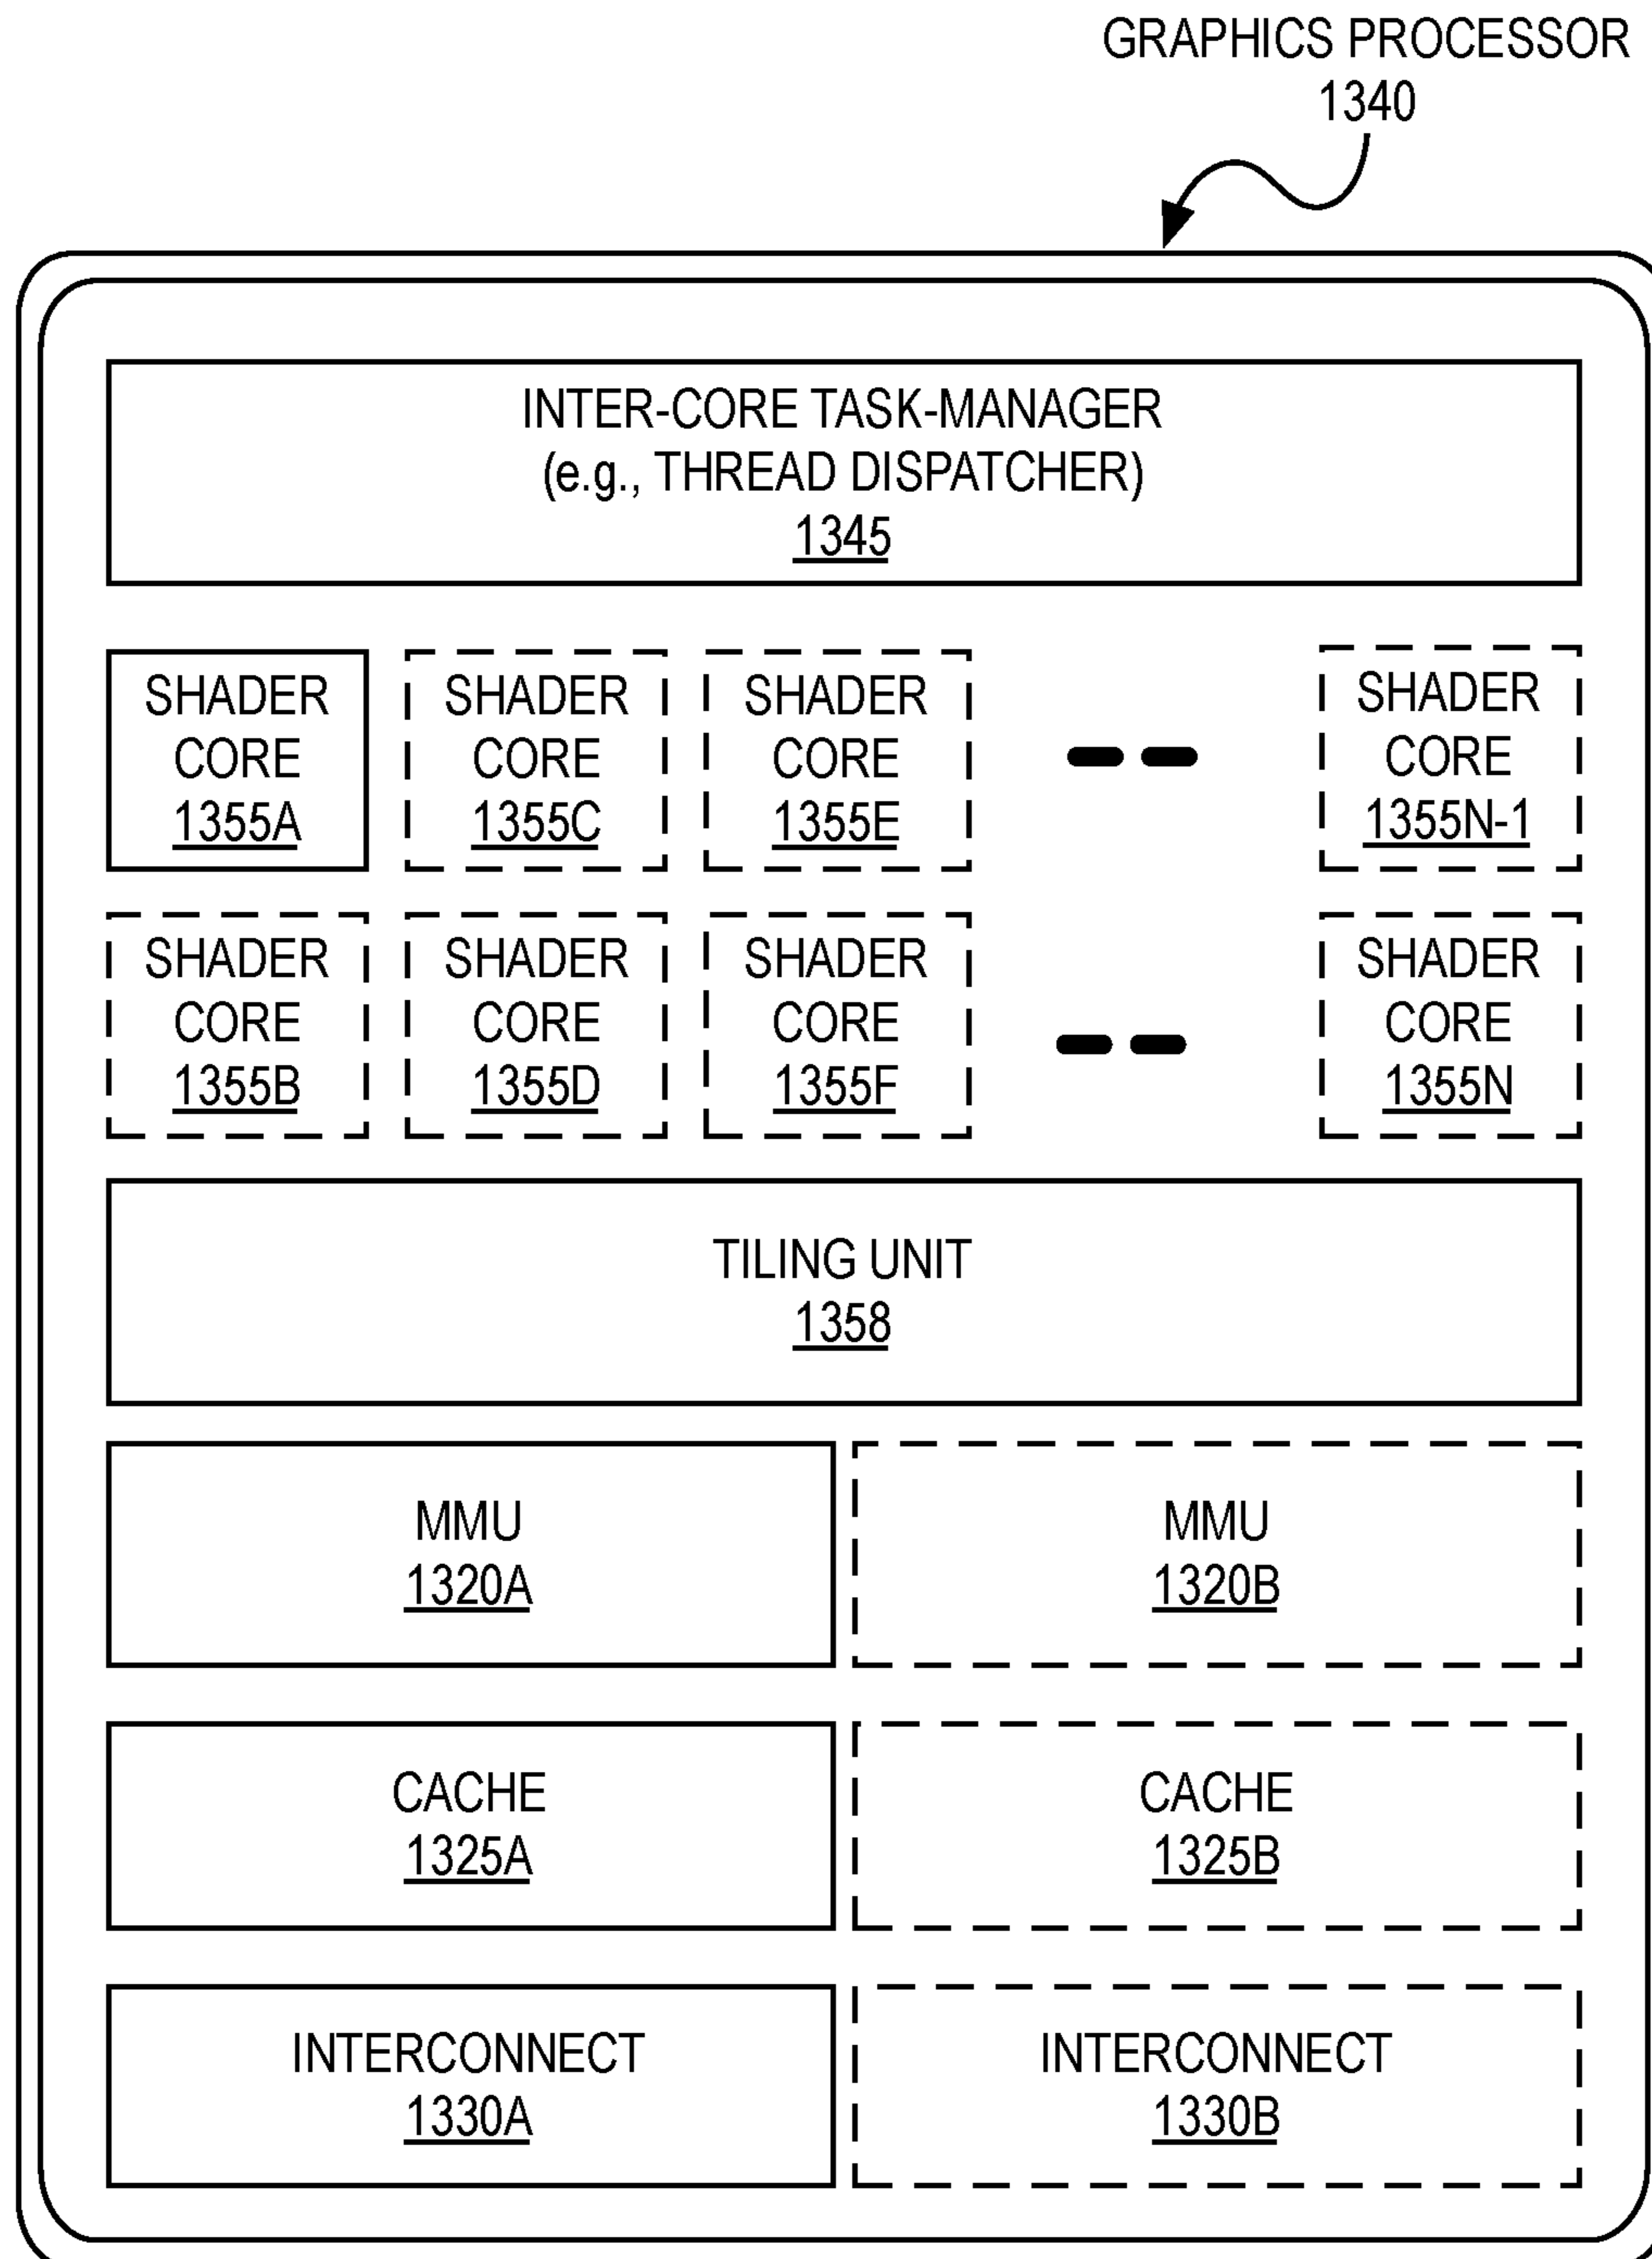 GRAPHICS PROCESSOR
1340
INTER-CORE TASK-MANAGER
(e.g., THREAD DISPATCHER)
1345
SHADER
CORE
1355A
SHADER
CORE
1355C
SHADER
CORE
1355E
SHADER
CORE
1355N-1
SHADER
CORE
1355B
SHADER
CORE
1355D
SHADER
CORE
1355F
SHADER
CORE
1355N
TILING UNIT
1358
MMU
1320A
MMU
1320B
CACHE
1325A
CACHE
1325B
INTERCONNECT
1330A
INTERCONNECT
1330B